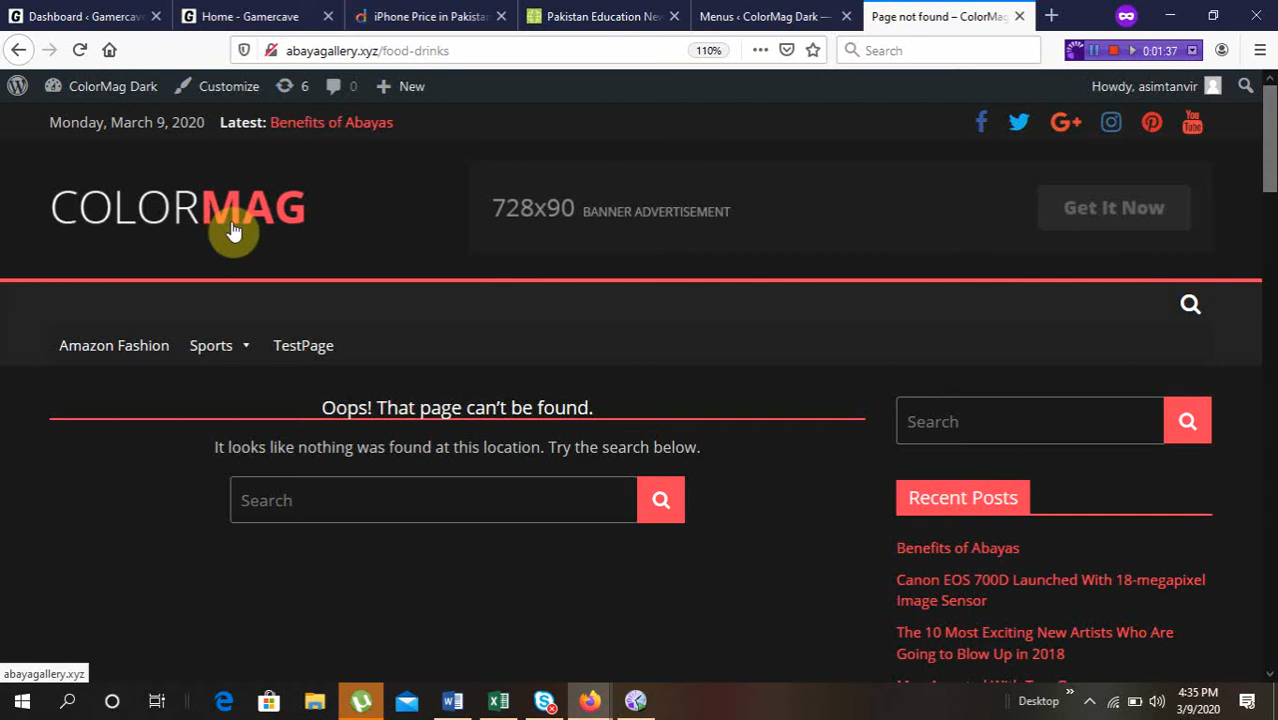 Dashboard ‹ Gamercave
Home - Gamercave
iPhone Price in Pakistan
Pakistan Education Ne
Menus ‹ ColorMag Dark —
Page not found – ColorMag
abayagallery.xyz/food-drinks
110%
Search
0:01:37
ColorMag Dark
Customize
6
0
New
Howdy, asimtanvir
Monday, March 9, 2020
Latest: Benefits of Abayas
COLORMAG
728x90 BANNER ADVERTISEMENT
Get It Now
Amazon Fashion
Sports
TestPage
Oops! That page can't be found.
It looks like nothing was found at this location. Try the search below.
Search
Search
Recent Posts
Benefits of Abayas
Canon EOS 700D Launched With 18-megapixel
Image Sensor
The 10 Most Exciting New Artists Who Are
Going to Blow Up in 2018
abayagallery.xyz
Desktop
4:35 PM
3/9/2020